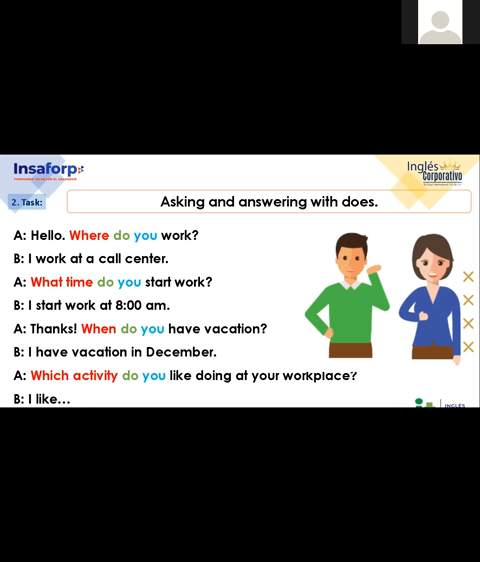 Insaforp
Inglés
Corporativo
2. Task:
Asking and answering with does.
A: Hello. Where do you work?
B: I work at a call center.
A: What time do you start work?
B: I start work at 8:00 am.
A: Thanks! When do you have vacation?
B: I have vacation in December.
A: Which activity do you like doing at your workplace?
B: I like…
INGLÉS